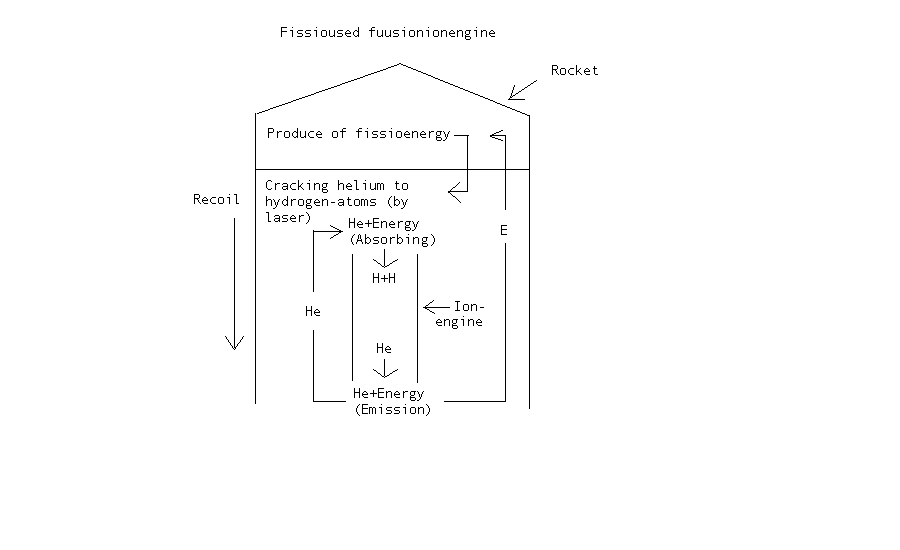 Fissioused fuusionionengine
Rocket
Produce of fissioenergy
Cracking helium to
hydrogen-atoms (by
laser)
Recoil
He+Energy
(Absorbing)
E
H+H
He
Ion-
engine
He
He+Energy
(Emission)